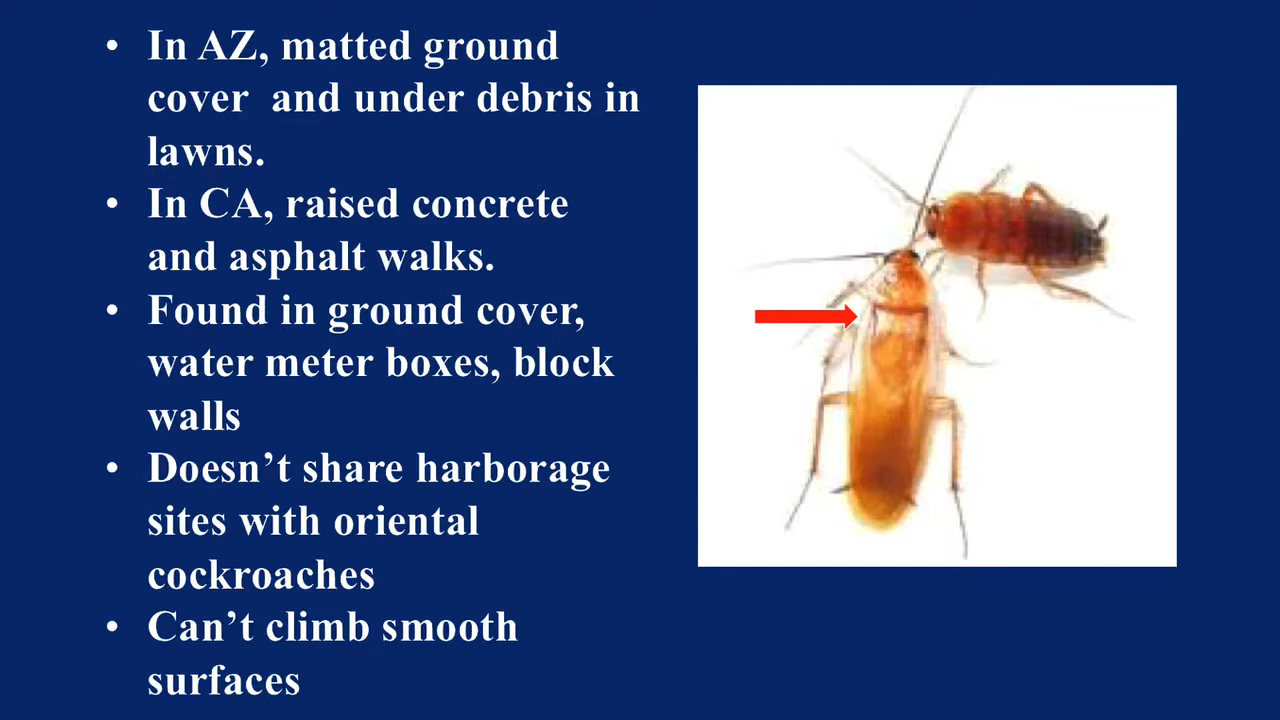 • In AZ, matted ground
cover and under debris in
lawns.
• In CA, raised concrete
and asphalt walks.
• Found in ground cover,
water meter boxes, block
walls
• Doesn’t share harborage
sites with oriental
cockroaches
• Can’t climb smooth
surfaces